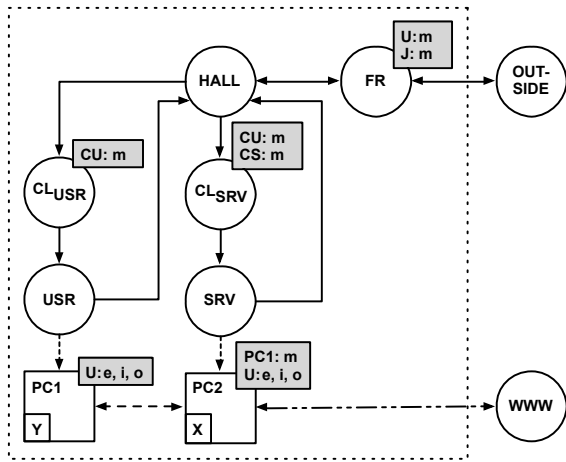 U:m
J: m
HALL
FR
OUT-
SIDE
CU: m
CU: m
CS: m
CLUSR
CLSRV
USR
SRV
PC1
U:e, i, o
Y
PC1: m
U:e, i, o
PC2
X
WWW